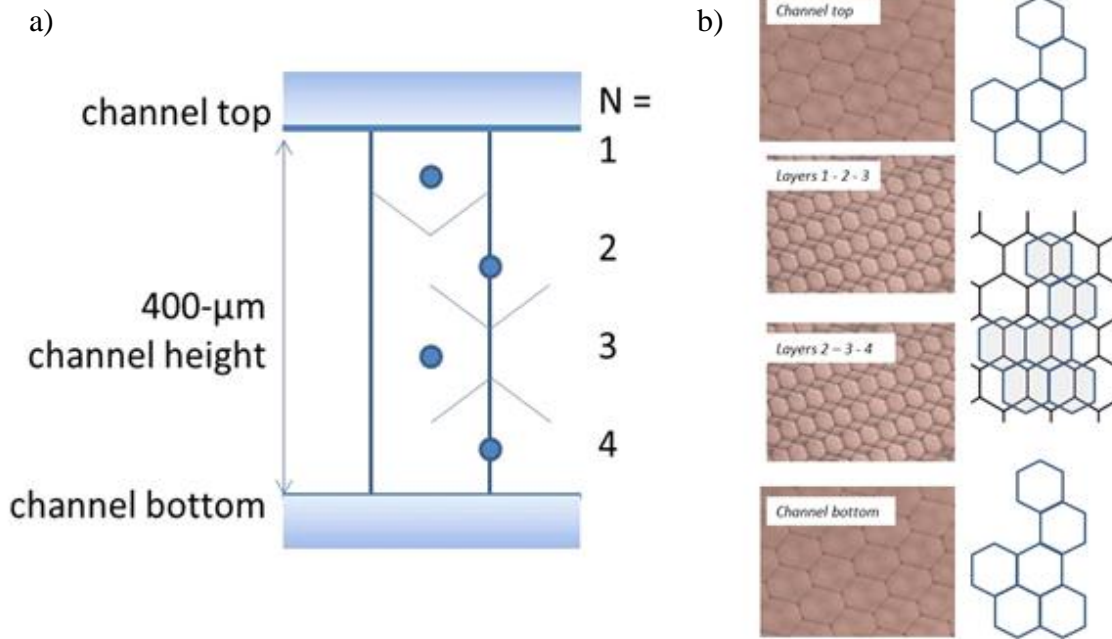 a)
channel top
N =
1
2
400-μm
channel height
3
4
channel bottom
b)
Channel top
Layers 1 - 2 - 3
Layers 2 – 3 - 4
Channel bottom